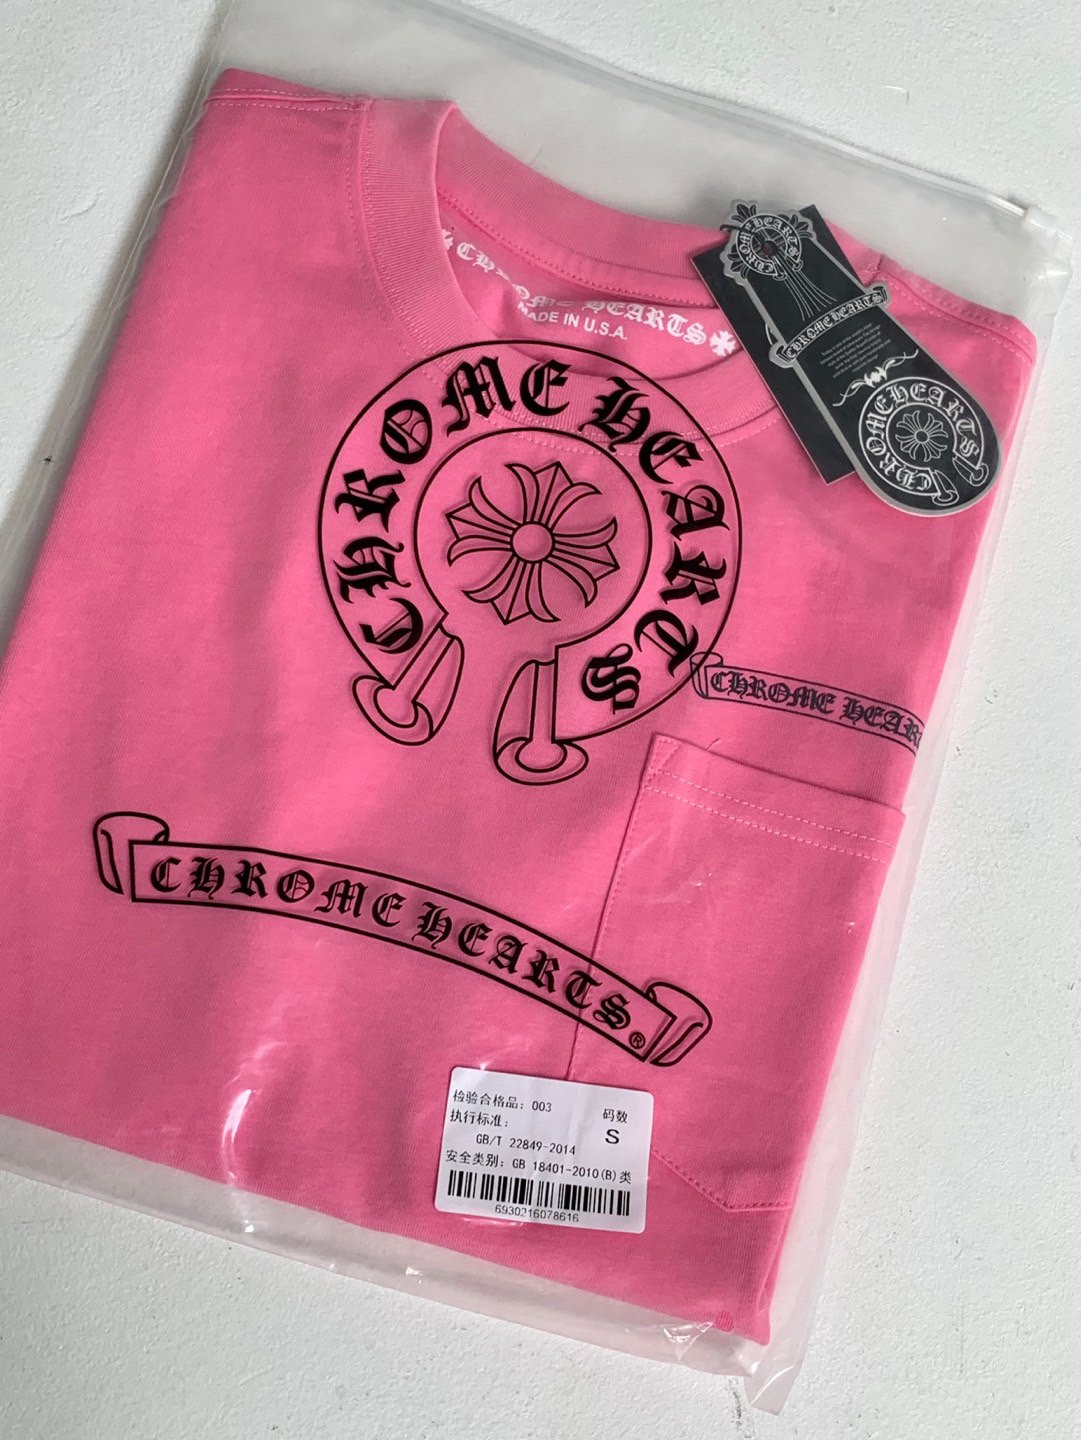 CHROME HEARTS
MADE IN U.S.A.
CHROME HEARTS
CHROME HEARTS
CHROME HEARTS
CHROME HEARTS
CHROME HEAR
CHROME HEARTS®
检验合格品：003
码数
执行标准：
S
GB/T 22849-2014
安全类别：GB 18401-2010(B)类
6930216078616